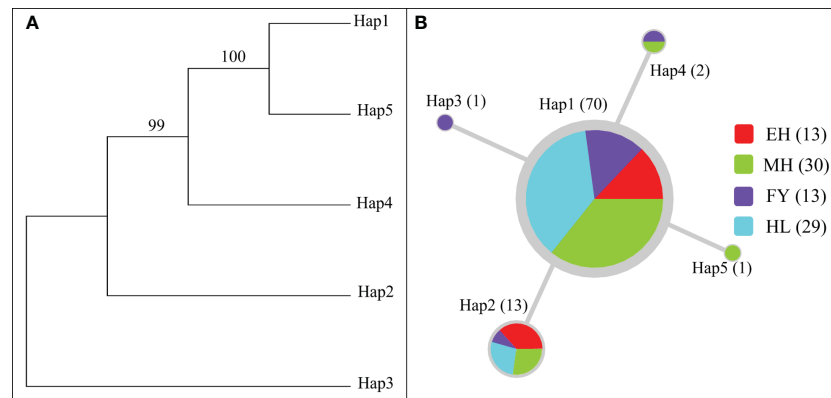 A
Hap1
100
Hap5
99
Hap4
Hap2
Hap3
B
Hap4 (2)
Hap3 (1)
Hap1 (70)
EH (13)
MH (30)
FY (13)
HL (29)
Hap5 (1)
Hap2 (13)